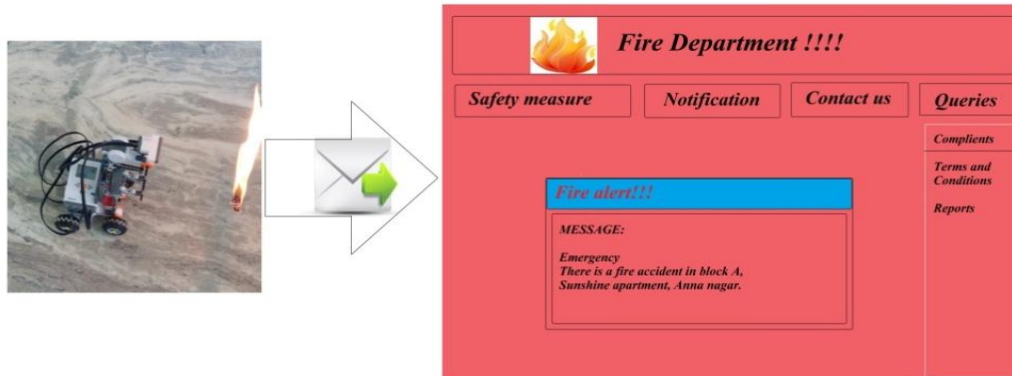 Fire Department !!!!
Safety measure
Notification
Contact us
Queries
Complients
Terms and
Conditions
Reports
Fire alert!!!
MESSAGE:
Emergency
There is a fire accident in block A,
Sunshine apartment, Anna nagar.